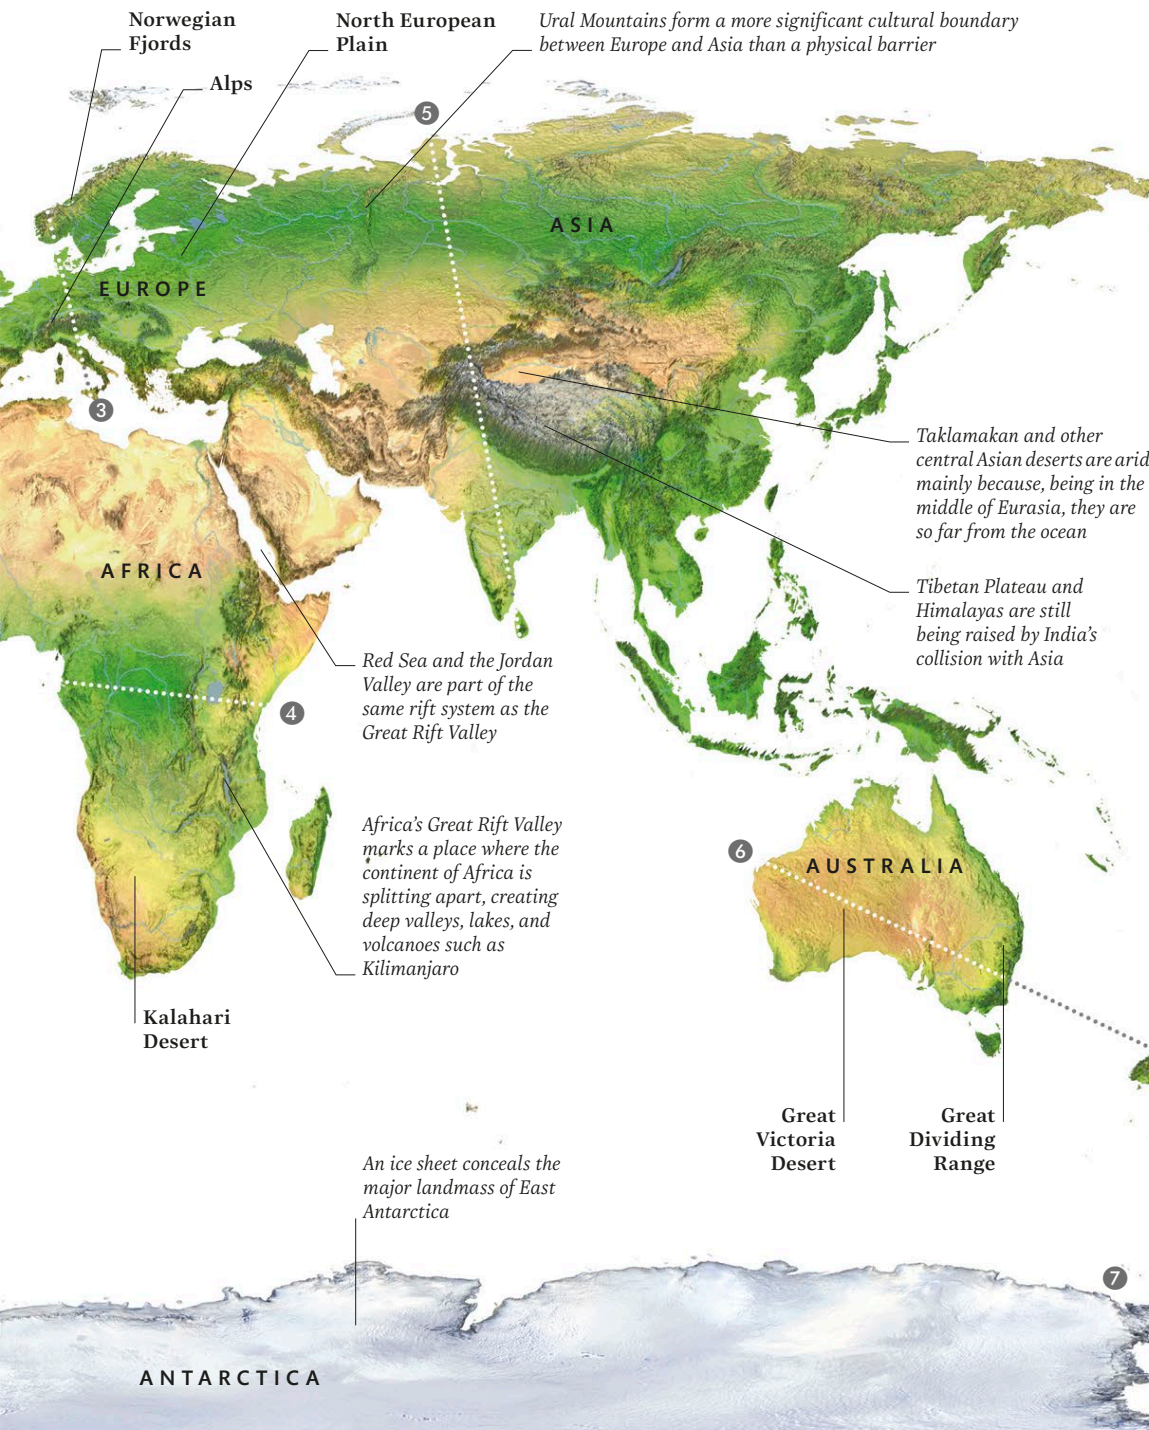 Norwegian
Fjords
North European
Plain
Ural Mountains form a more significant cultural boundary
between Europe and Asia than a physical barrier
Alps
5
ASIA
EUROPE
3
Taklamakan and other
central Asian deserts are arid
mainly because, being in the
middle of Eurasia, they are
so far from the ocean
AFRICA
Tibetan Plateau and
Himalayas are still
being raised by India's
collision with Asia
Red Sea and the Jordan
Valley are part of the
same rift system as the
Great Rift Valley
4
Africa's Great Rift Valley
marks a place where the
continent of Africa is
splitting apart, creating
deep valleys, lakes, and
volcanoes such as
Kilimanjaro
6
AUSTRALIA
Kalahari
Desert
Great
Victoria
Desert
Great
Dividing
Range
An ice sheet conceals the
major landmass of East
Antarctica
7
ANTARCTICA